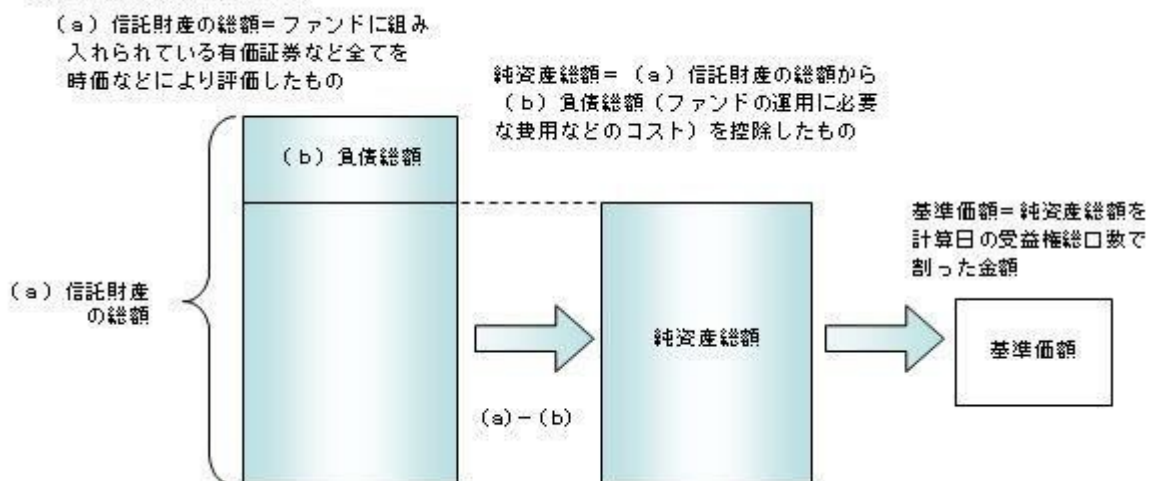 (a)信託財産の総額=ファンドに組み
入れられている有価証券など全てを
時価などにより評価したもの
純資産総額=(a)信託財産の総額から
(b)負債総額(ファンドの運用に必要
な費用などのコスト)を控除したもの
(b)負債総額
基準価額=純資産総額を
計算日の受益権総口数で
割った金額
(a)信託財産
の総額
純資産総額
基準価額
(a)-(b)